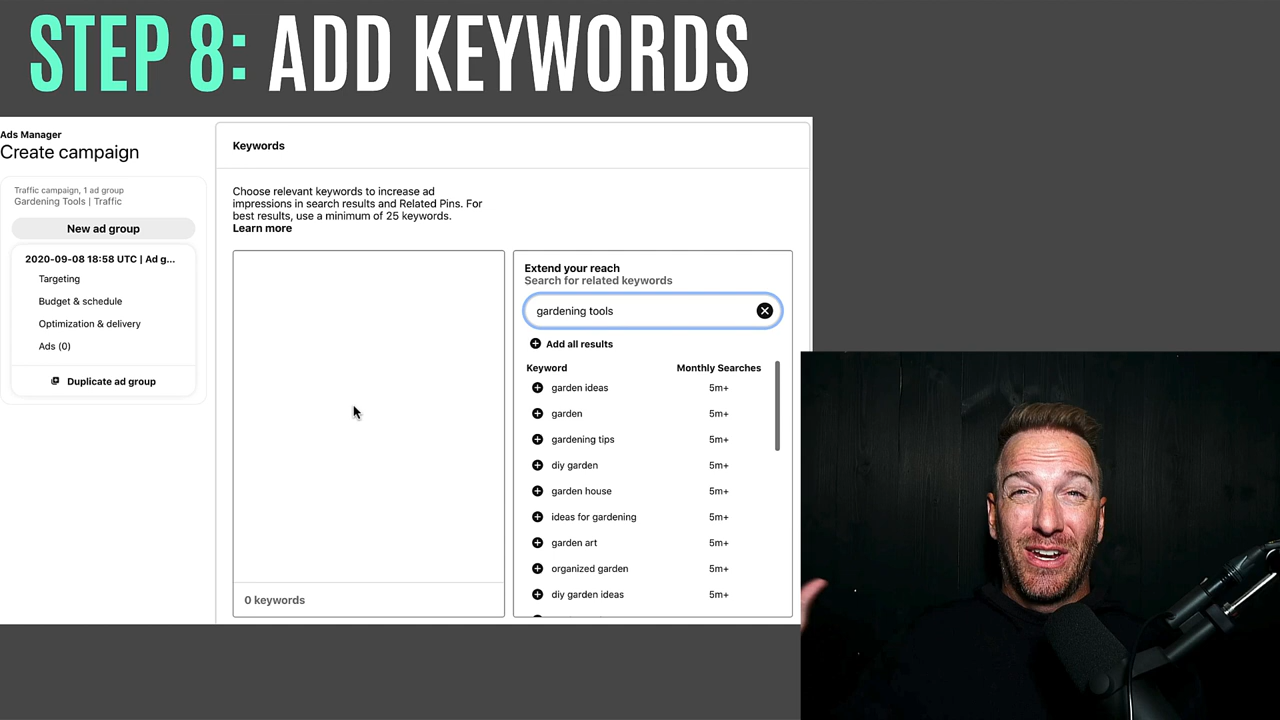 STEP 8: ADD KEYWORDS
Ads Manager
Create campaign
Traffic campaign, 1 ad group
Gardening Tools | Traffic
New ad group
2020-09-08 18:58 UTC | Ad g...
Targeting
Budget & schedule
Optimization & delivery
Ads (0)
Duplicate ad group
Keywords
Choose relevant keywords to increase ad
impressions in search results and Related Pins. For
best results, use a minimum of 25 keywords.
Learn more
0 keywords
Extend your reach
Search for related keywords
gardening tools
Add all results
Keyword Monthly Searches
garden ideas 5m+
garden 5m+
gardening tips 5m+
diy garden 5m+
garden house 5m+
ideas for gardening 5m+
garden art 5m+
organized garden 5m+
diy garden ideas 5m+